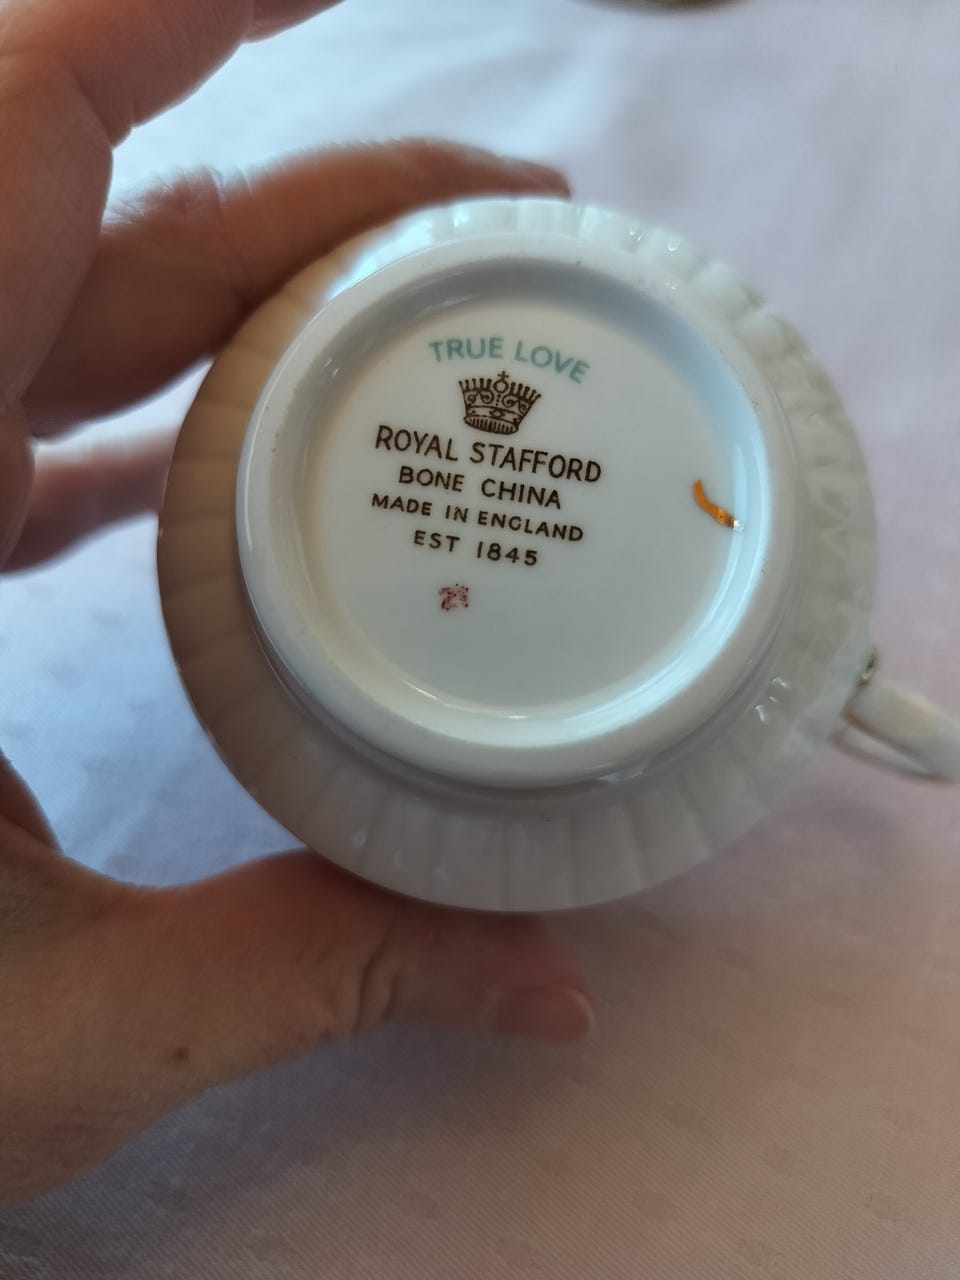 TRUE LOVE
ROYAL STAFFORD
BONE CHINA
MADE IN ENGLAND
EST 1845